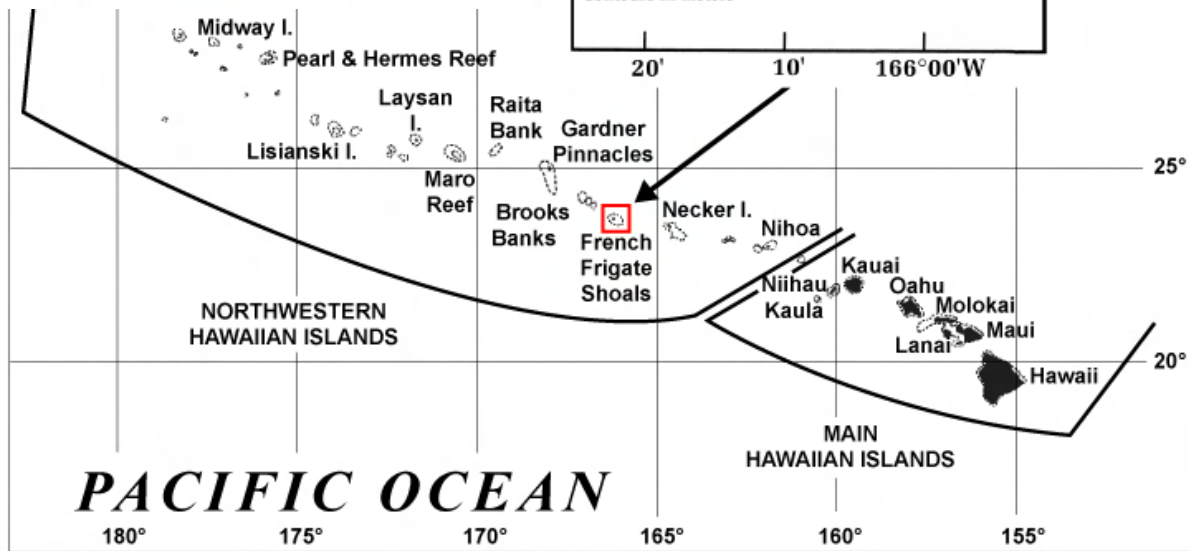 20'
10'
166°00'W
Midway I.
Pearl & Hermes Reef
Laysan
I.
Raita
Bank
Gardner
Pinnacles
Lisianski I.
25°
Maro
Reef
Brooks
Banks
French
Frigate
Shoals
Necker I.
Nihoa
Niihau
Kaula
Kauai
Oahu
Molokai
Maui
Lanai
Hawaii
20°
NORTHWESTERN
HAWAIIAN ISLANDS
MAIN
HAWAIIAN ISLANDS
PACIFIC OCEAN
180°
175°
170°
165°
160°
155°